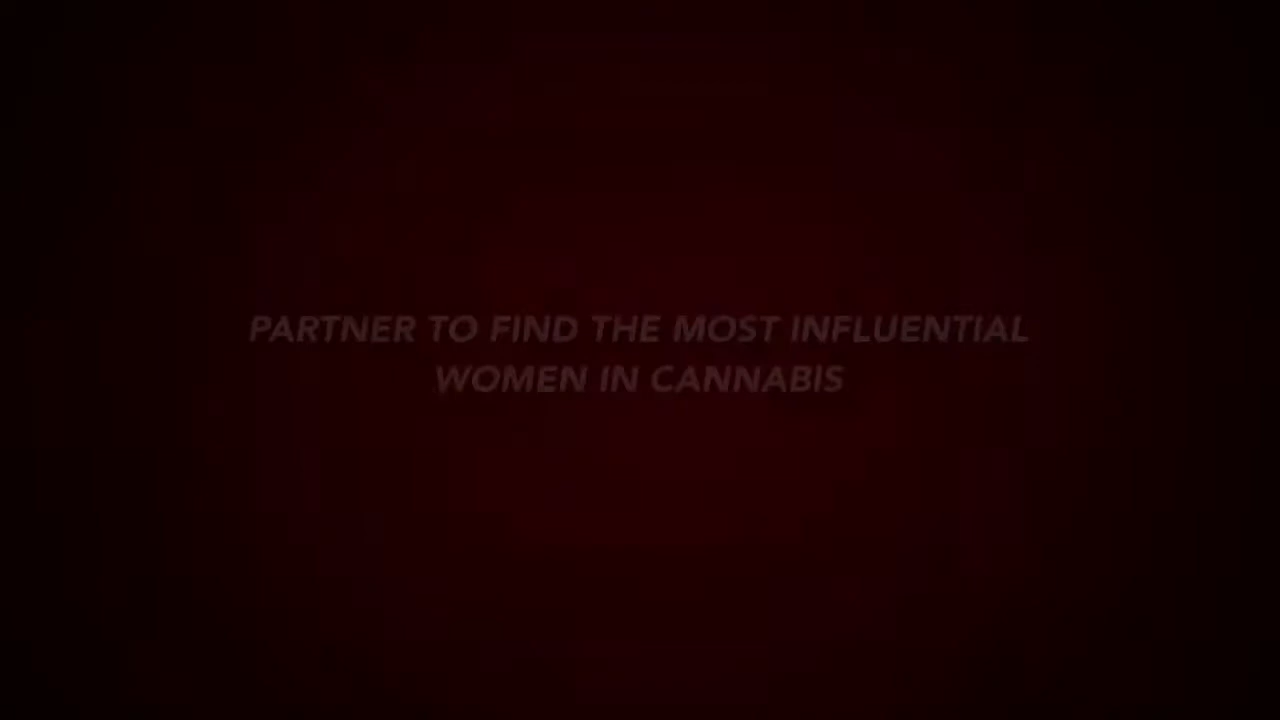 PARTNER TO FIND THE MOST INFLUENTIAL
WOMEN IN CANNABIS